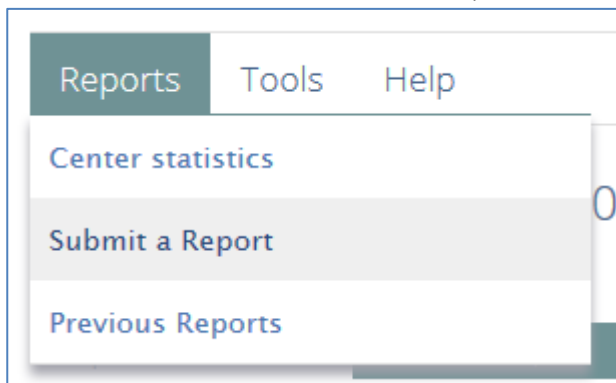 Reports Tools Help
Center statistics
Submit a Report
Previous Reports